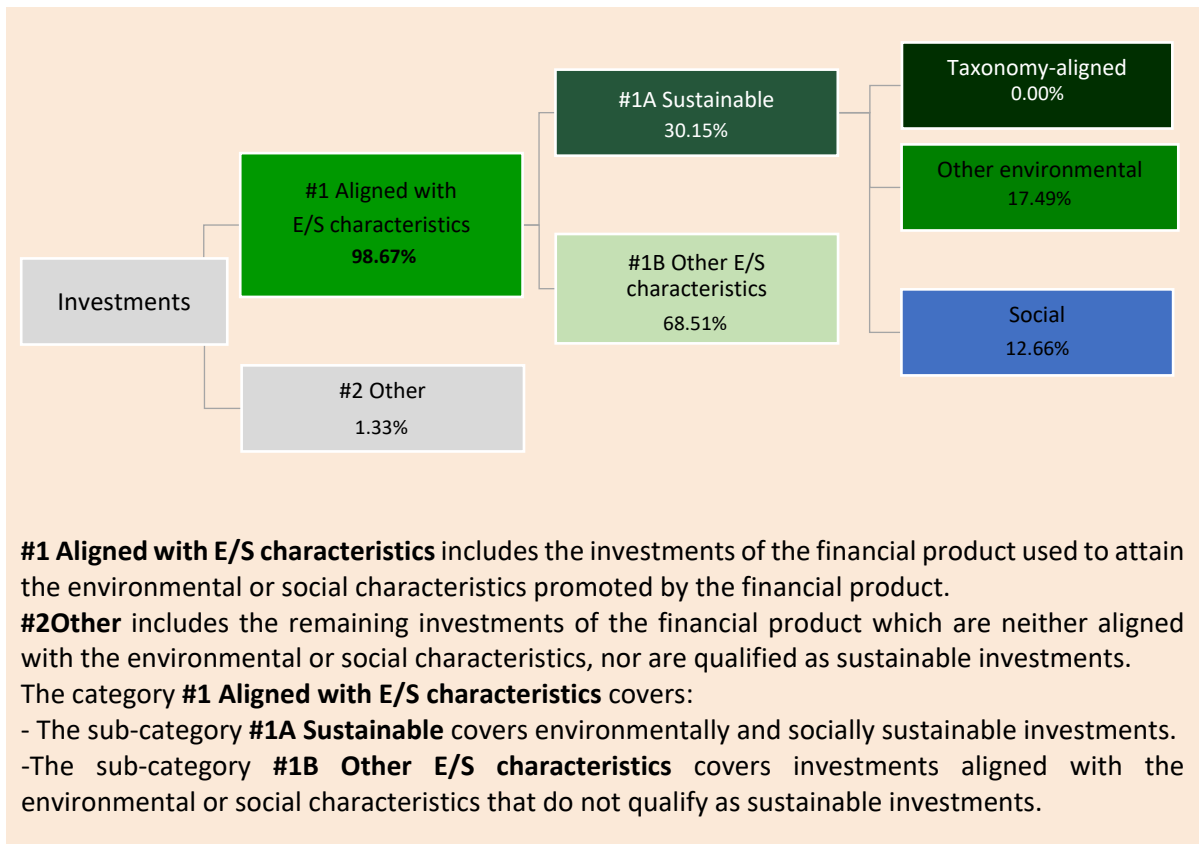 Investments
#1 Aligned with
E/S characteristics
98.67%
#2 Other
1.33%
#1A Sustainable
30.15%
#1B Other E/S
characteristics
68.51%
Taxonomy-aligned
0.00%
Other environmental
17.49%
Social
12.66%
#1 Aligned with E/S characteristics includes the investments of the financial product used to attain
the environmental or social characteristics promoted by the financial product.
#2Other includes the remaining investments of the financial product which are neither aligned
with the environmental or social characteristics, nor are qualified as sustainable investments.
The category #1 Aligned with E/S characteristics covers:
- The sub-category #1A Sustainable covers environmentally and socially sustainable investments.
-The sub-category #1B Other E/S characteristics covers investments aligned with the
environmental or social characteristics that do not qualify as sustainable investments.